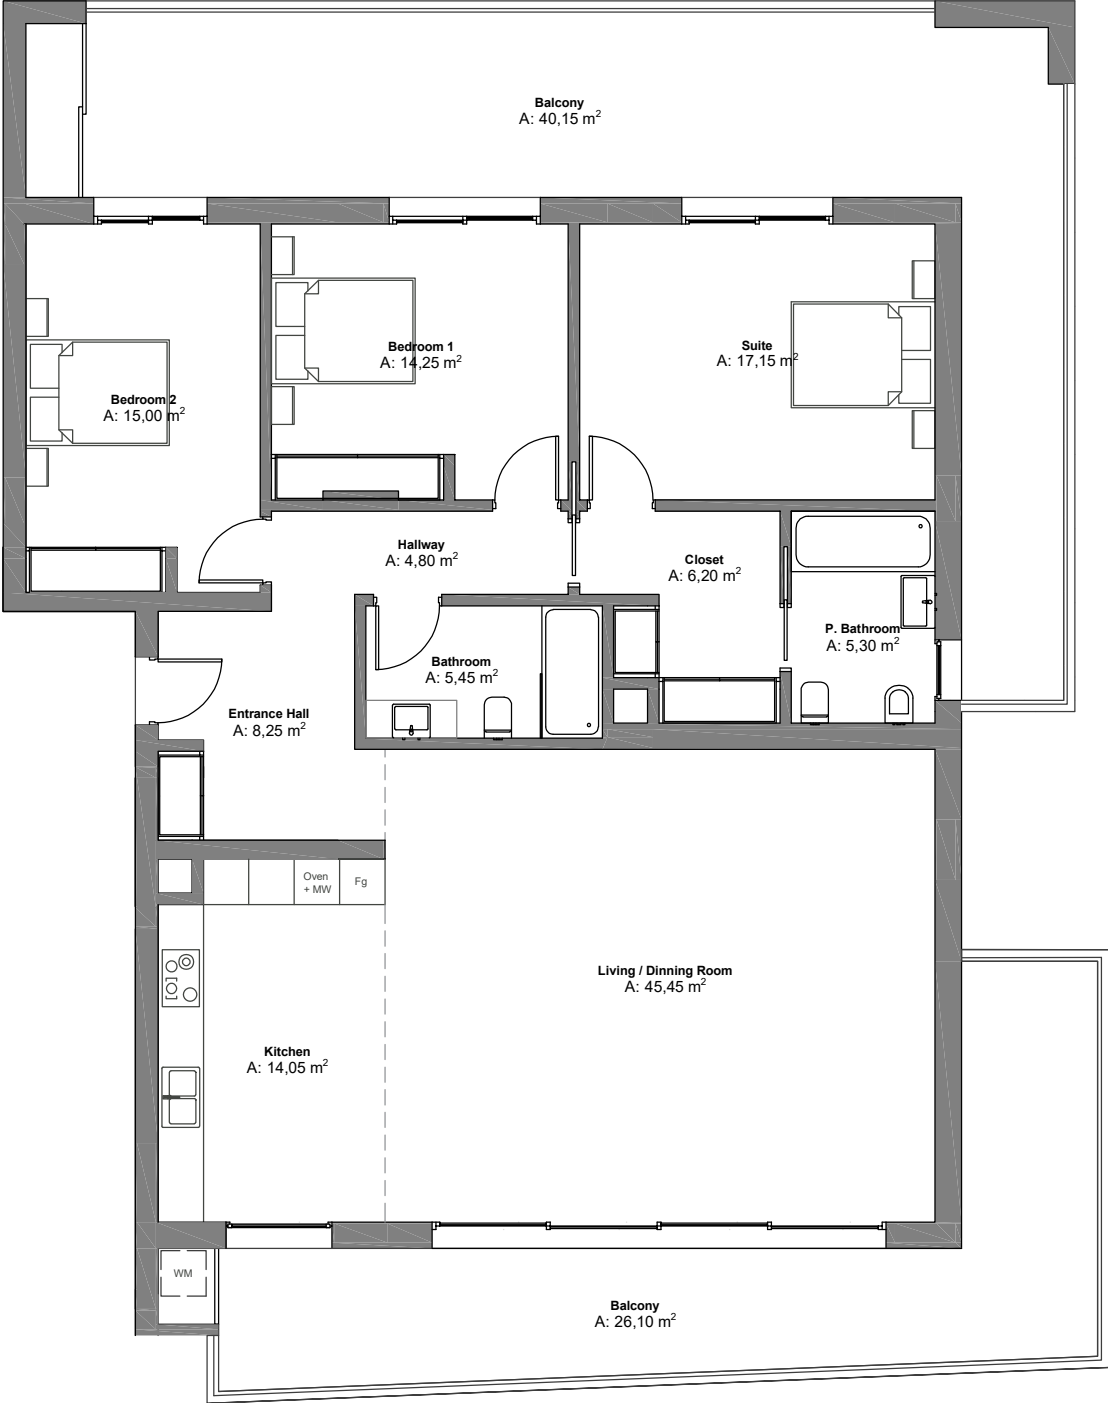 Balcony
A: 40,15 m²
Bedroom 1
A: 14,25 m²
Suite
A: 17,15 m²
Bedroom 2
A: 15,00 m²
Hallway
A: 4,80 m²
Closet
A: 6,20 m²
P. Bathroom
A: 5,30 m²
Bathroom
A: 5,45 m²
Entrance Hall
A: 8,25 m²
Oven
+ MW
Fg
Living / Dinning Room
A: 45,45 m²
Kitchen
A: 14,05 m²
WM
Balcony
A: 26,10 m²